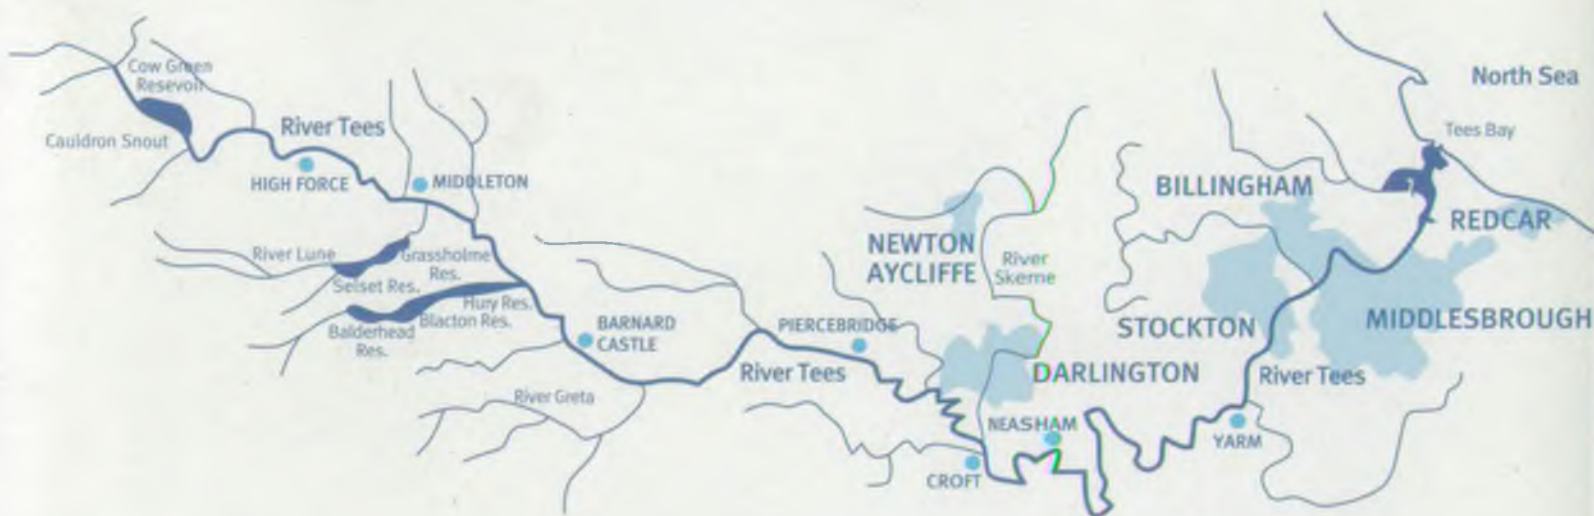 Cow Green
Resevoir
Cauldron Snout
River Tees
HIGH FORCE
MIDDLETON
River Lune
Grassholme
Res.
Selset Res.
Hury Res.
Blacton Res.
Balderhead
Res.
BARNARD
CASTLE
River Greta
River Tees
PIERCEBRIDGE
NEWTON
AYCLIFFE
River
Skerne
DARLINGTON
NEASHAM
CROFT
North Sea
Tees Bay
BILLINGHAM
REDCAR
STOCKTON
MIDDLESBROUGH
River Tees
YARM